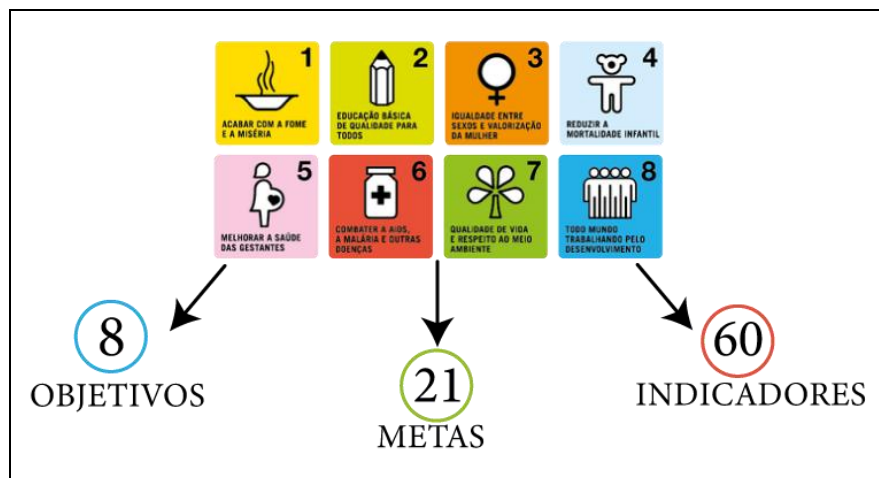 1
ACABAR COM A FOME
E A MISÉRIA
2
EDUCAÇÃO BÁSICA
DE QUALIDADE PARA
TODOS
3
IGUALDADE ENTRE
SEXOS E VALORIZAÇÃO
DA MULHER
4
REDUZIR A
MORTALIDADE INFANTIL
5
MELHORAR A SAÚDE
DAS GESTANTES
6
COMBATER A AIDS,
A MALÁRIA E OUTRAS
DOENÇAS
7
QUALIDADE DE VIDA
E RESPEITO AO MEIO
AMBIENTE
8
TODO MUNDO
TRABALHANDO PELO
DESENVOLVIMENTO
8
OBJETIVOS
21
METAS
60
INDICADORES